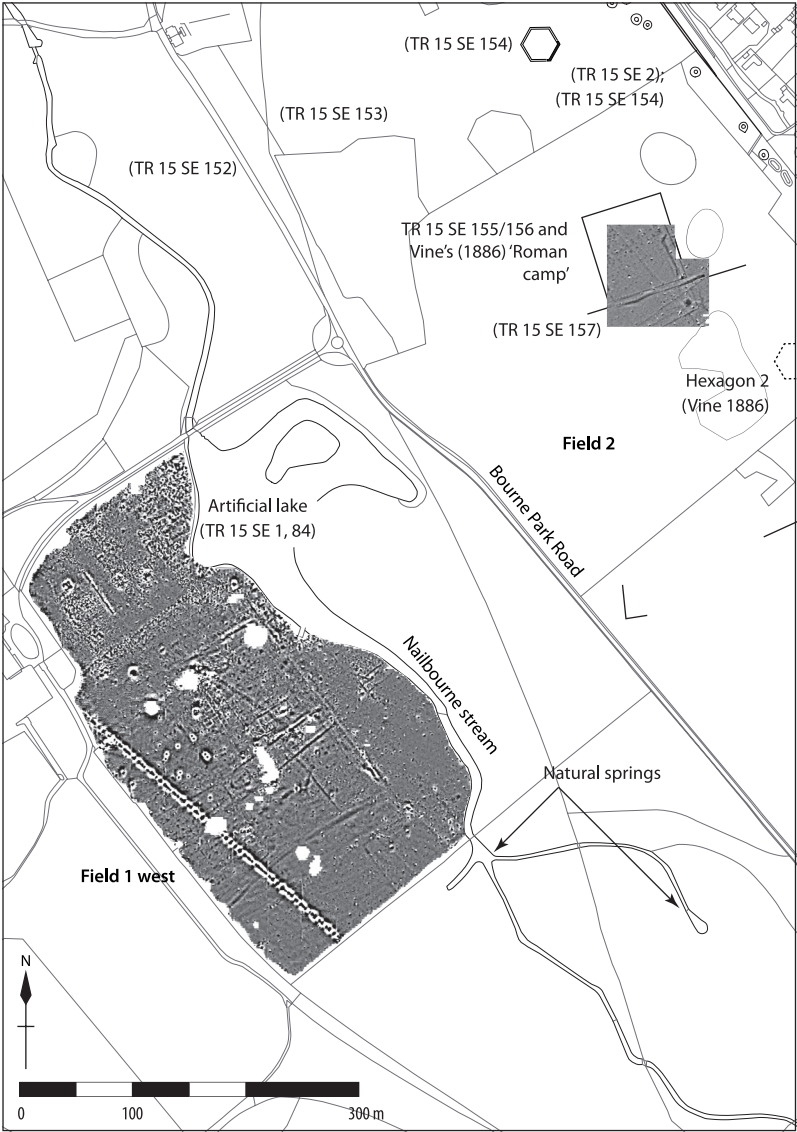 (TR 15 SE 154)
(TR 15 SE 2);
(TR 15 SE 154)
(TR 15 SE 153)
(TR 15 SE 152)
TR 15 SE 155/156 and
Vine's (1886) 'Roman
camp'
(TR 15 SE 157)
Hexagon 2
(Vine 1886)
Field 2
Bourne Park Road
Artificial lake
(TR 15 SE 1, 84)
Nailbourne stream
Natural springs
Field 1 west
N
0 100 300 m